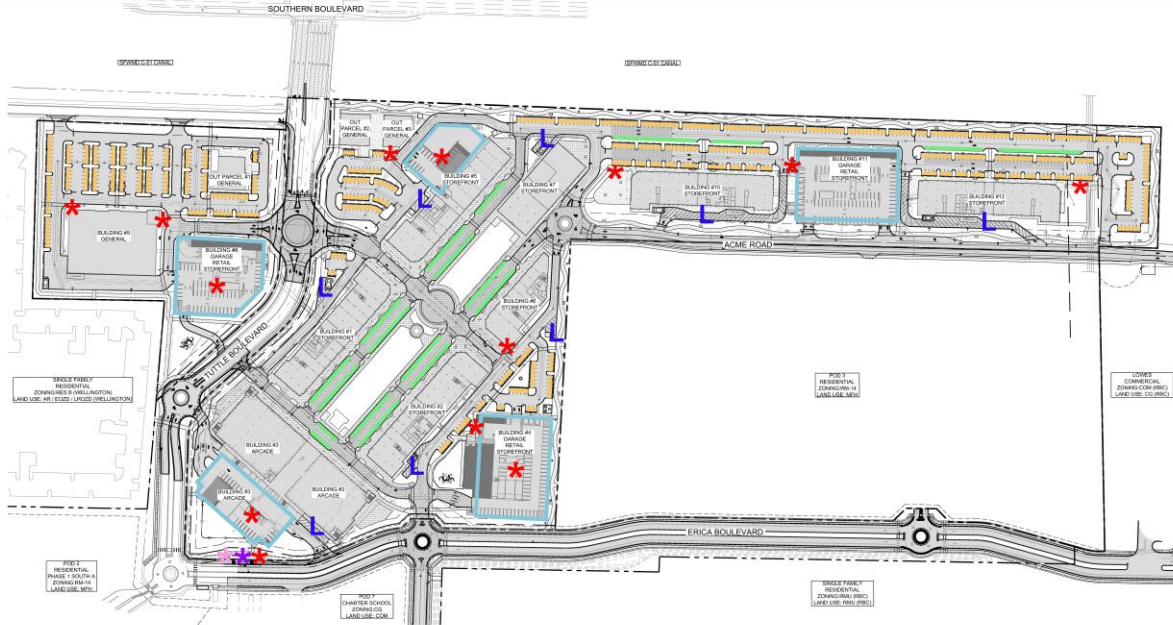 SOUTHERN BOULEVARD
SFWMD C-51 CANAL
SFWMD C-51 CANAL
OUT
PARCEL #2
GENERAL
OUT
PARCEL #3
GENERAL
L
BUILDING #5
STOREFRONT
BUILDING #7
STOREFRONT
BUILDING #11
GARAGE
RETAIL
STOREFRONT
OUT PARCEL #1
GENERAL
BUILDING #10
STOREFRONT
BUILDING #12
STOREFRONT
L
L
L
BUILDING #9
GENERAL
BUILDING #8
GARAGE
RETAIL
STOREFRONT
ACME ROAD
L
BUILDING #6
STOREFRONT
L
BUILDING #1
STOREFRONT
TUTTLE BOULEVARD
SINGLE FAMILY
RESIDENTIAL
ZONING:RES B (WELLINGTON)
LAND USE: AR / EOZD / LROZD (WELLINGTON)
POD 3
RESIDENTIAL
ZONING:RM-14
LAND USE: MFH
LOWES
COMMERCIAL
ZONING:COM (RBC)
LAND USE: CG (RBC)
BUILDING #2
STOREFRONT
BUILDING #4
GARAGE
RETAIL
STOREFRONT
BUILDING #3
ARCADE
L
BUILDING #3
ARCADE
BUILDING #3
ARCADE
L
ERICA BOULEVARD
POD 2
RESIDENTIAL
PHASE 1 SOUTH A
ZONING:RM-14
LAND USE: MFH
POD 7
CHARTER SCHOOL
ZONING:CG
LAND USE: COM
SINGLE FAMILY
RESIDENTIAL
ZONING:RMU (RBC)
LAND USE: RMU (RBC)